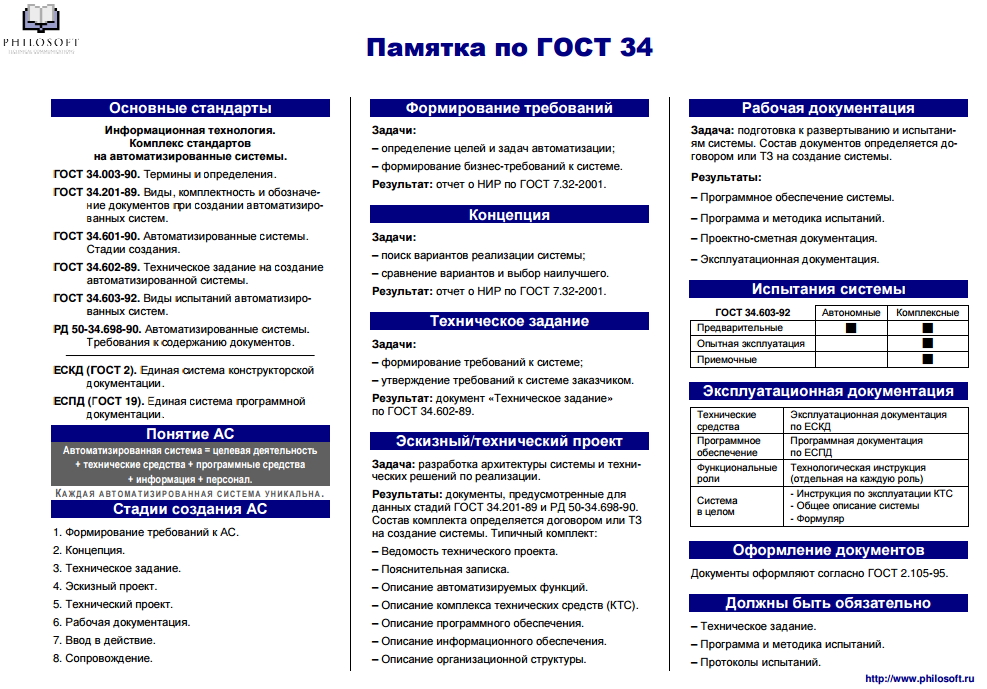 PHILOSOFT
Памятка по ГОСТ 34
Основные стандарты
Информационная технология.
Комплекс стандартов
на автоматизированные системы.
ГОСТ 34.003-90. Термины и определения.
ГОСТ 34.201-89. Виды, комплектность и обозначе-
ние документов при создании автоматизиро-
ванных систем.
ГОСТ 34.601-90. Автоматизированные системы.
Стадии создания.
ГОСТ 34.602-89. Техническое задание на создание
автоматизированной системы.
ГОСТ 34.603-92. Виды испытаний автоматизиро-
ванных систем.
РД 50-34.698-90. Автоматизированные системы.
Требования к содержанию документов.
ЕСКД (ГОСТ 2). Единая система конструкторской
документации.
ЕСПД (ГОСТ 19). Единая система программной
документации.
Понятие АС
Автоматизированная система = целевая деятельность
+ технические средства + программные средства
+ информация + персонал.
КАЖДАЯ АВТОМАТИЗИРОВАННАЯ СИСТЕМА УНИКАЛЬНА.
Стадии создания АС
1. Формирование требований к АС.
2. Концепция.
3. Техническое задание.
4. Эскизный проект.
5. Технический проект.
6. Рабочая документация.
7. Ввод в действие.
8. Сопровождение.
Формирование требований
Задачи:
– определение целей и задач автоматизации;
– формирование бизнес-требований к системе.
Результат: отчет о НИР по ГОСТ 7.32-2001.
Концепция
Задачи:
– поиск вариантов реализации системы;
– сравнение вариантов и выбор наилучшего.
Результат: отчет о НИР по ГОСТ 7.32-2001.
Техническое задание
Задачи:
– формирование требований к системе;
– утверждение требований к системе заказчиком.
Результат: документ «Техническое задание»
по ГОСТ 34.602-89.
Эскизный/технический проект
Задача: разработка архитектуры системы и техни-
ческих решений по реализации.
Результаты: документы, предусмотренные для
данных стадий ГОСТ 34.201-89 и РД 50-34.698-90.
Состав комплекта определяется договором или ТЗ
на создание системы. Типичный комплект:
– Ведомость технического проекта.
– Пояснительная записка.
– Описание автоматизируемых функций.
– Описание комплекса технических средств (КТС).
– Описание программного обеспечения.
– Описание информационного обеспечения.
– Описание организационной структуры.
Рабочая документация
Задача: подготовка к развертыванию и испытани-
ям системы. Состав документов определяется до-
говором или ТЗ на создание системы.
Результаты:
– Программное обеспечение системы.
– Программа и методика испытаний.
– Проектно-сметная документация.
– Эксплуатационная документация.
Испытания системы
ГОСТ 34.603-92 Автономные Комплексные
Предварительные ■ ■
Опытная эксплуатация ■
Приемочные ■
Эксплуатационная документация
Технические Эксплуатационная документация
средства по ЕСКД
Программное Программная документация
обеспечение по ЕСПД
Функциональные Технологическая инструкция
роли (отдельная на каждую роль)
Система - Инструкция по эксплуатации КТС
в целом - Общее описание системы
- Формуляр
Оформление документов
Документы оформляют согласно ГОСТ 2.105-95.
Должны быть обязательно
– Техническое задание.
– Программа и методика испытаний.
– Протоколы испытаний.
http://www.philosoft.ru